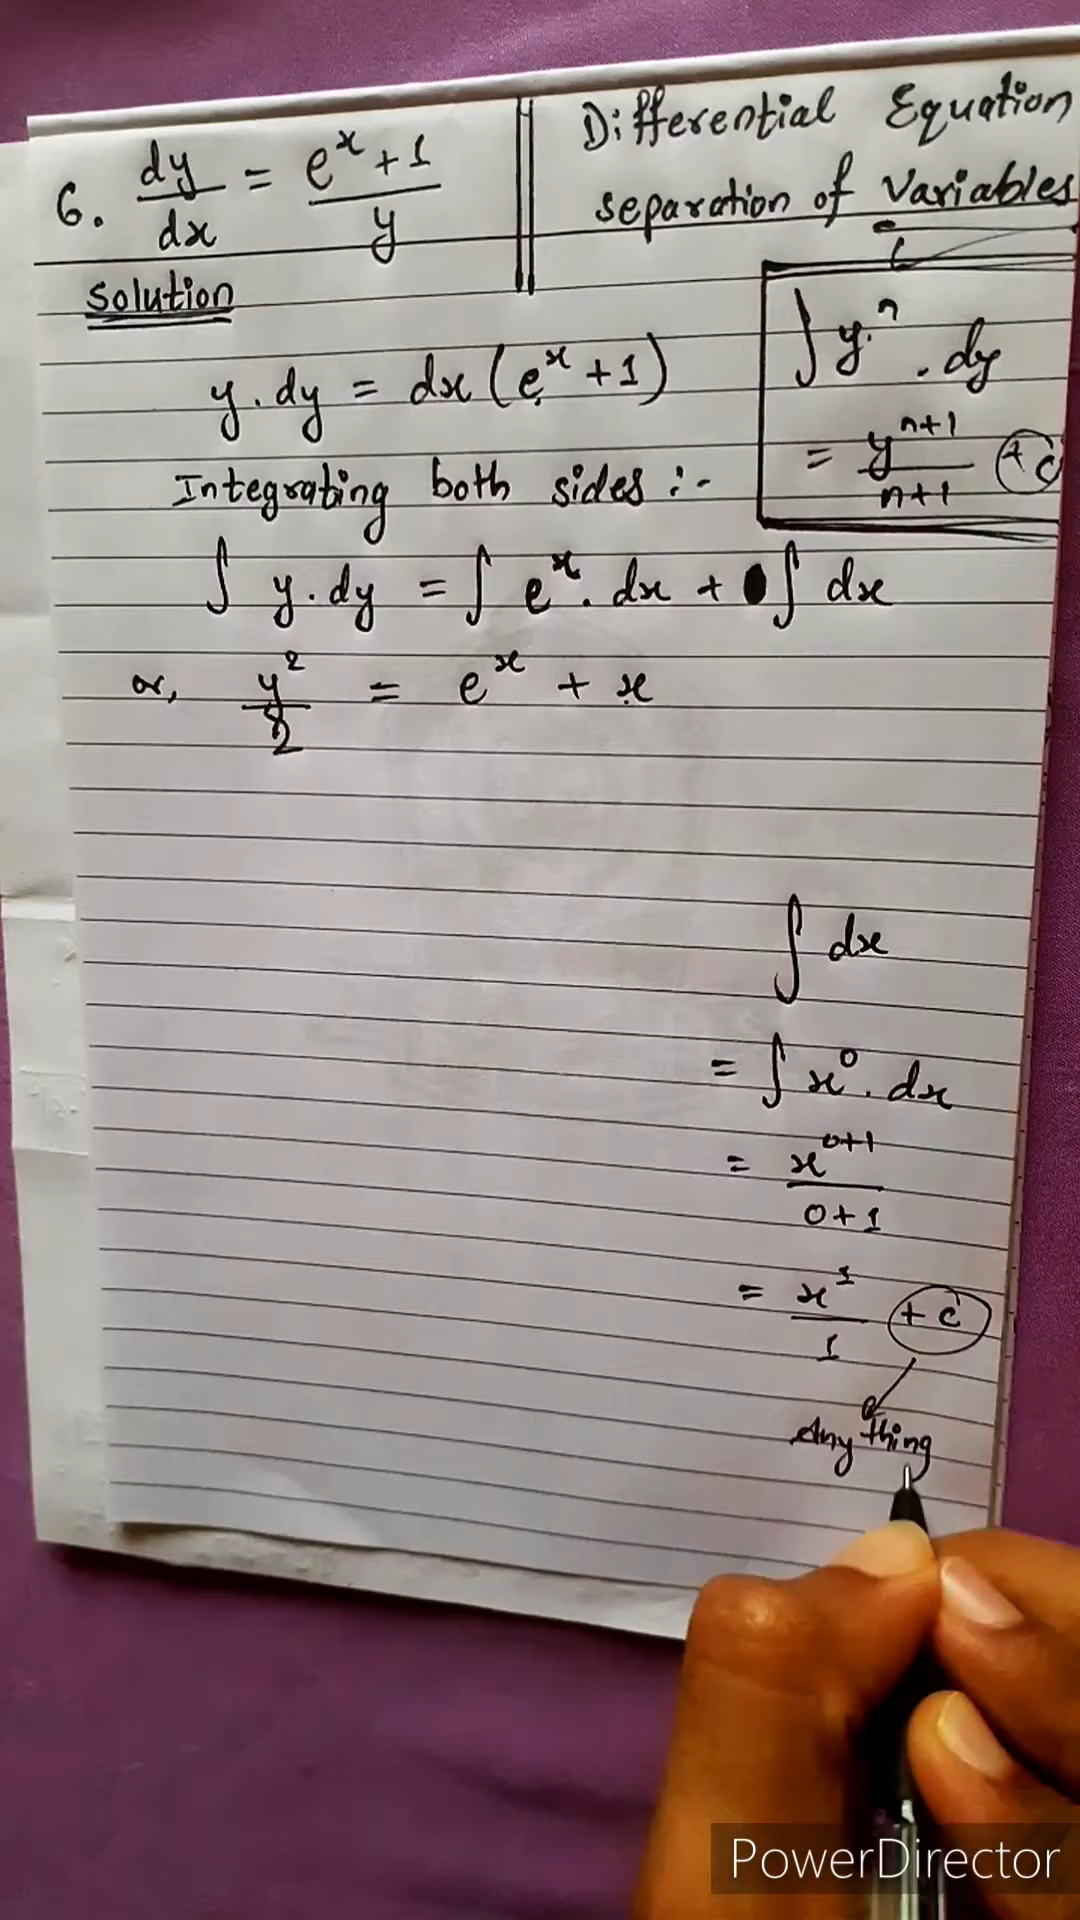 6. dy/dx = (e^x + 1)/y
Differential Equation
separation of variables
solution
y . dy = dx (e^x + 1)
∫ y^n . dy
= y^(n+1)/(n+1) + c
Integrating both sides :-
∫ y . dy = ∫ e^x . dx + ∫ dx
or, y^2/2 = e^x + x
∫ dx
= ∫ x^0 . dx
= x^(0+1)/(0+1)
= x^1/1 + c
Any thing
PowerDirector